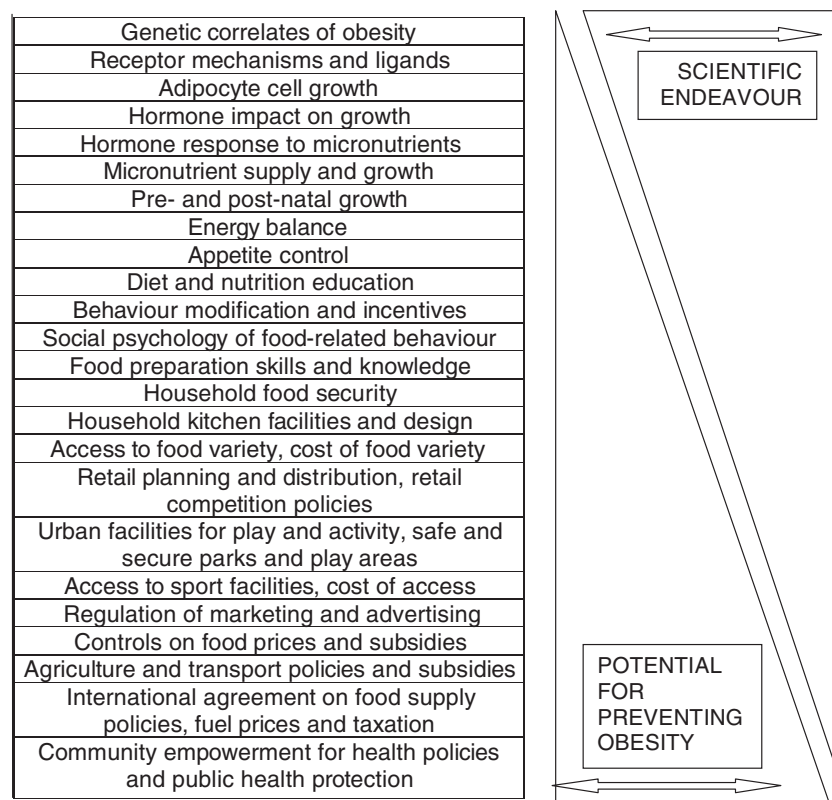 Genetic correlates of obesity
Receptor mechanisms and ligands
Adipocyte cell growth
Hormone impact on growth
Hormone response to micronutrients
Micronutrient supply and growth
Pre- and post-natal growth
Energy balance
Appetite control
Diet and nutrition education
Behaviour modification and incentives
Social psychology of food-related behaviour
Food preparation skills and knowledge
Household food security
Household kitchen facilities and design
Access to food variety, cost of food variety
Retail planning and distribution, retail
competition policies
Urban facilities for play and activity, safe and
secure parks and play areas
Access to sport facilities, cost of access
Regulation of marketing and advertising
Controls on food prices and subsidies
Agriculture and transport policies and subsidies
International agreement on food supply
policies, fuel prices and taxation
Community empowerment for health policies
and public health protection
SCIENTIFIC
ENDEAVOUR
POTENTIAL
FOR
PREVENTING
OBESITY